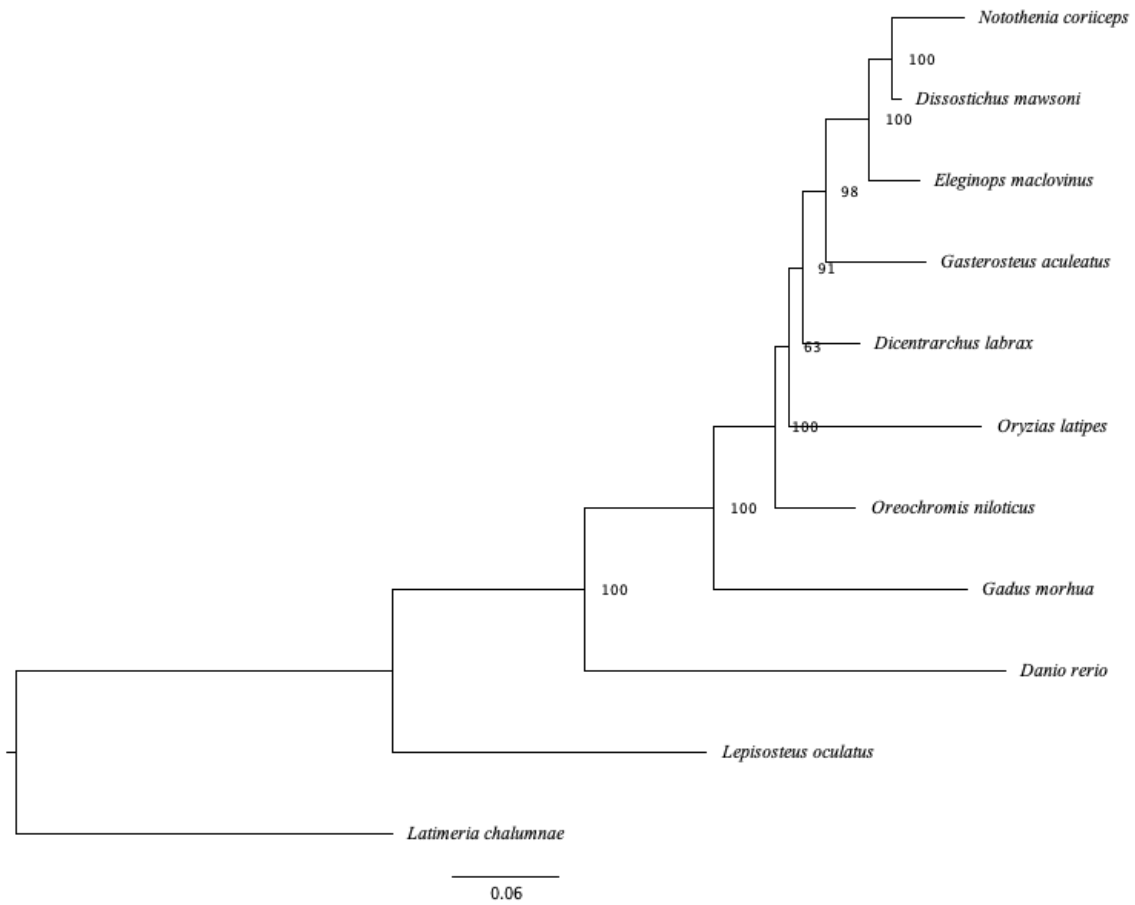 Notothenia coriiceps
100
Dissostichus mawsoni
100
Eleginops maclovinus
98
Gasterosteus aculeatus
91
Dicentrarchus labrax
63
Oryzias latipes
100
Oreochromis niloticus
100
Gadus morhua
100
Danio rerio
Lepisosteus oculatus
Latimeria chalumnae
0.06